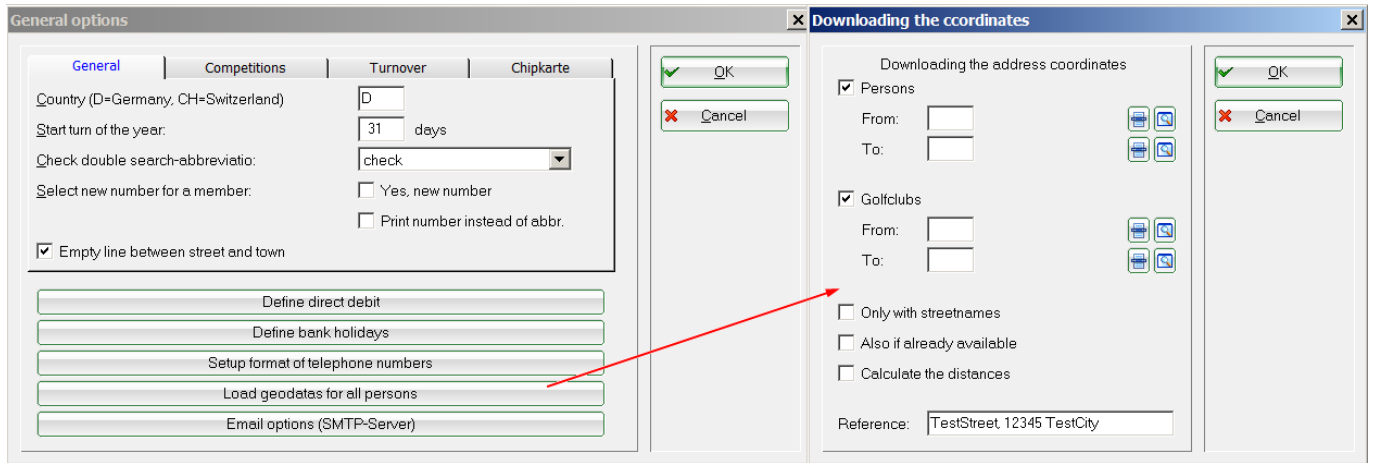 General options
General Competitions Turnover Chipkarte
Country (D=Germany, CH=Switzerland) D
Start turn of the year: 31 days
Check double search-abbreviatio: check
Select new number for a member: Yes, new number
Print number instead of abbr.
Empty line between street and town
Define direct debit
Define bank holidays
Setup format of telephone numbers
Load geodatas for all persons
Email options (SMTP-Server)
OK
Cancel
Downloading the ccordinates
Downloading the address coordinates
Persons
From:
To:
Golfclubs
From:
To:
Only with streetnames
Also if already available
Calculate the distances
Reference: TestStreet, 12345 TestCity
OK
Cancel